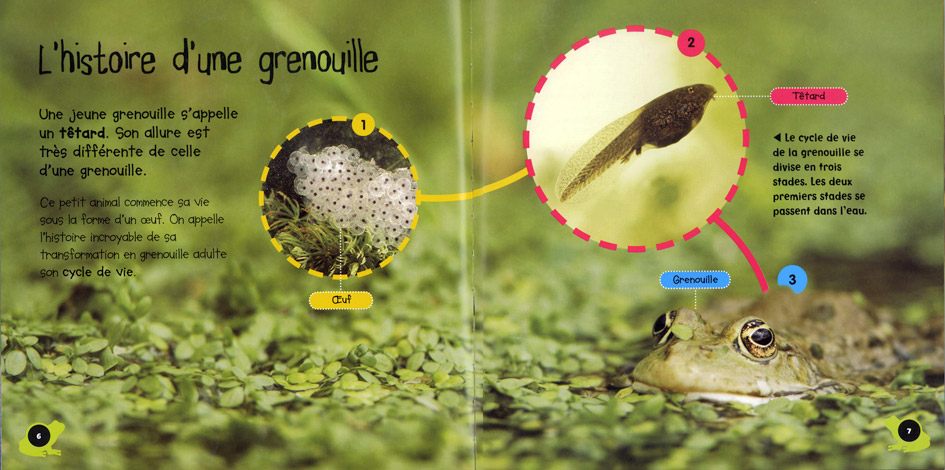 L'histoire d'une grenouille
Une jeune grenouille s'appelle
un têtard. Son allure est
très différente de celle
d'une grenouille.
Ce petit animal commence sa vie
sous la forme d'un œuf. On appelle
l'histoire incroyable de sa
transformation en grenouille adulte
son cycle de vie.
1
Œuf
2
Têtard
◀ Le cycle de vie
de la grenouille se
divise en trois
stades. Les deux
premiers stades se
passent dans l'eau.
3
Grenouille
6
7